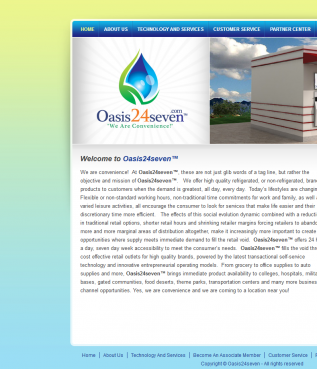 HOME ABOUT US TECHNOLOGY AND SERVICES CUSTOMER SERVICE PARTNER CENTER
Oasis24seven.com™
"We Are Convenience!"
Welcome to Oasis24seven™
We are convenience! At Oasis24seven™, these are not just glib words of a tag line, but rather the
objective and mission of Oasis24seven™. We offer high quality refrigerated, or non-refrigerated, bran
products to customers when the demand is greatest, all day, every day. Today's lifestyles are changin
Flexible or non-standard working hours, non-traditional time commitments for work and family, as well
varied leisure activities, all encourage the consumer to look for services that make life easier and their
discretionary time more efficient. The effects of this social evolution dynamic combined with a reducti
in traditional retail options, shorter retail hours and shrinking retailer margins forcing retailers to aband
more and more marginal areas of distribution altogether, make it increasingly more important to create
opportunities where supply meets immediate demand to fill the retail void. Oasis24seven™ offers 24 h
a day, seven day week accessibility to meet the consumer's needs. Oasis24seven™ fills the void thro
cost effective retail outlets for high quality brands, powered by the latest transactional self-service
technology and innovative entrepreneurial operating models. From grocery to office supplies to auto
supplies and more, Oasis24seven™ brings immediate product availability to colleges, hospitals, milita
bases, gated communities, food deserts, theme parks, transportation centers and many more busines
channel opportunities. Yes, we are convenience and we are coming to a location near you!
Home | About Us | Technology And Services | Become An Associate Member | Customer Service |
Copyright © Oasis24seven - All rights reserved.